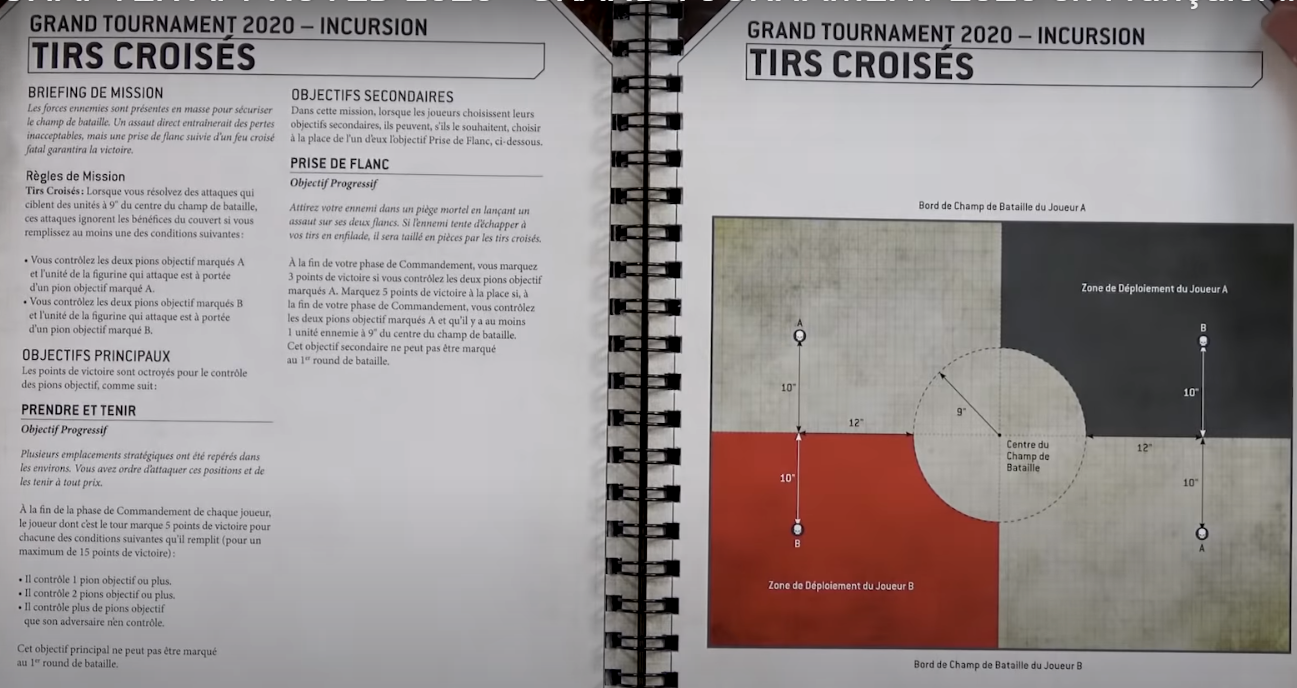 GRAND TOURNAMENT 2020 – INCURSION
TIRS CROISÉS
BRIEFING DE MISSION
Les forces ennemies sont présentes en masse pour sécuriser
le champ de bataille. Un assaut direct entraînerait des pertes
inacceptables, mais une prise de flanc suivie d'un feu croisé
fatal garantira la victoire.
Règles de Mission
Tirs Croisés : Lorsque vous résolvez des attaques qui
ciblent des unités à 9" du centre du champ de bataille,
ces attaques ignorent les bénéfices du couvert si vous
remplissez au moins une des conditions suivantes :
• Vous contrôlez les deux pions objectif marqués A
et l'unité de la figurine qui attaque est à portée
d'un pion objectif marqué A.
• Vous contrôlez les deux pions objectif marqués B
et l'unité de la figurine qui attaque est à portée
d'un pion objectif marqué B.
OBJECTIFS PRINCIPAUX
Les points de victoire sont octroyés pour le contrôle
des pions objectif, comme suit :
PRENDRE ET TENIR
Objectif Progressif
Plusieurs emplacements stratégiques ont été repérés dans
les environs. Vous avez ordre d'attaquer ces positions et de
les tenir à tout prix.
À la fin de la phase de Commandement de chaque joueur,
le joueur dont c'est le tour marque 5 points de victoire pour
chacune des conditions suivantes qu'il remplit (pour un
maximum de 15 points de victoire) :
• Il contrôle 1 pion objectif ou plus.
• Il contrôle 2 pions objectif ou plus.
• Il contrôle plus de pions objectif
que son adversaire n'en contrôle.
Cet objectif principal ne peut pas être marqué
au 1er round de bataille.
OBJECTIFS SECONDAIRES
Dans cette mission, lorsque les joueurs choisissent leurs
objectifs secondaires, ils peuvent, s'ils le souhaitent, choisir
à la place de l'un d'eux l'objectif Prise de Flanc, ci-dessous.
PRISE DE FLANC
Objectif Progressif
Attirez votre ennemi dans un piège mortel en lançant un
assaut sur ses deux flancs. Si l'ennemi tente d'échapper à
vos tirs en enfilade, il sera taillé en pièces par les tirs croisés.
À la fin de votre phase de Commandement, vous marquez
3 points de victoire si vous contrôlez les deux pions objectif
marqués A. Marquez 5 points de victoire à la place si, à
la fin de votre phase de Commandement, vous contrôlez
les deux pions objectif marqués A et qu'il y a au moins
1 unité ennemie à 9" du centre du champ de bataille.
Cet objectif secondaire ne peut pas être marqué
au 1er round de bataille.
GRAND TOURNAMENT 2020 – INCURSION
TIRS CROISÉS
Bord de Champ de Bataille du Joueur A
Zone de Déploiement du Joueur A
A
B
10"
10"
9"
12"
Centre du
Champ de
Bataille
12"
10"
10"
B
A
Zone de Déploiement du Joueur B
Bord de Champ de Bataille du Joueur B